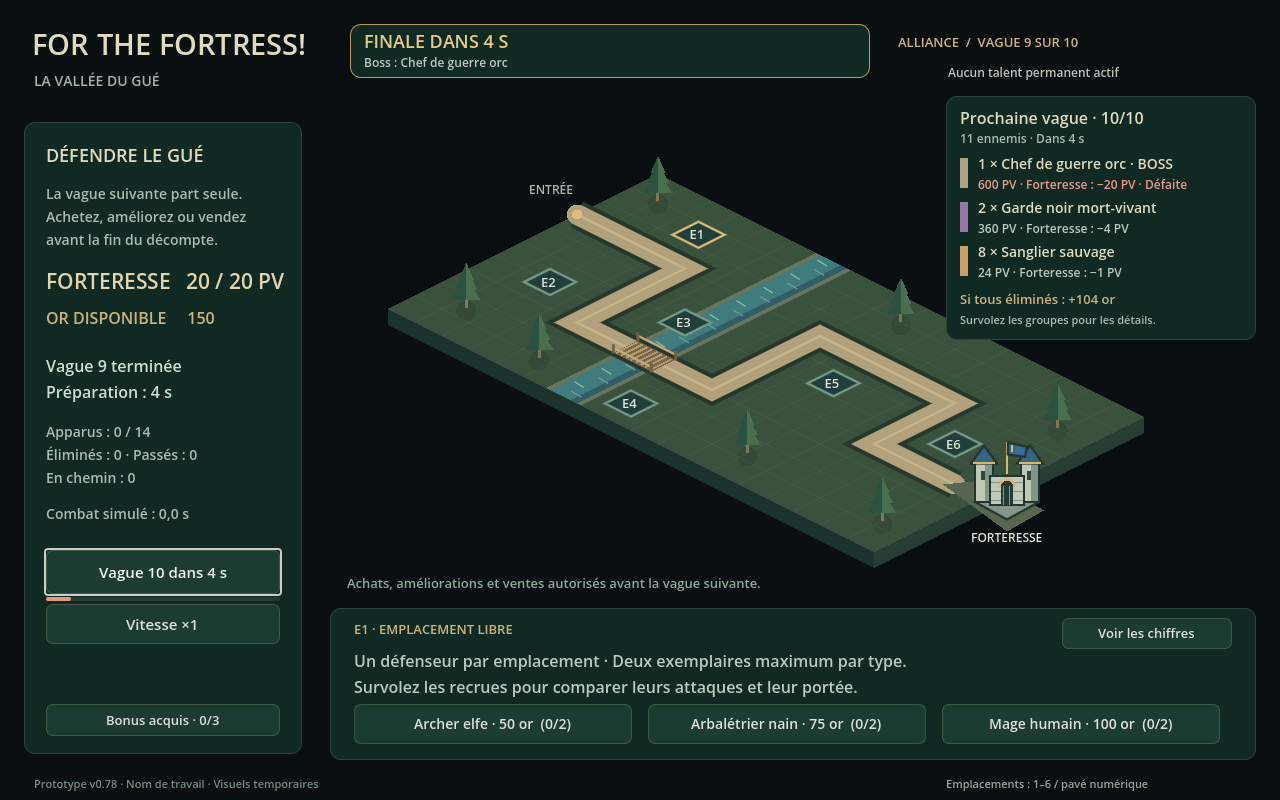 FOR THE FORTRESS!
LA VALLÉE DU GUÉ
FINALE DANS 4 S
Boss : Chef de guerre orc
ALLIANCE / VAGUE 9 SUR 10
Aucun talent permanent actif
DÉFENDRE LE GUÉ
La vague suivante part seule.
Achetez, améliorez ou vendez
avant la fin du décompte.
FORTERESSE 20 / 20 PV
OR DISPONIBLE 150
Vague 9 terminée
Préparation : 4 s
Apparus : 0 / 14
Éliminés : 0 · Passés : 0
En chemin : 0
Combat simulé : 0,0 s
Vague 10 dans 4 s
Vitesse ×1
Bonus acquis · 0/3
ENTRÉE
E1
E2
E3
E4
E5
E6
FORTERESSE
Prochaine vague · 10/10
11 ennemis · Dans 4 s
1 × Chef de guerre orc · BOSS
600 PV · Forteresse : −20 PV · Défaite
2 × Garde noir mort-vivant
360 PV · Forteresse : −4 PV
8 × Sanglier sauvage
24 PV · Forteresse : −1 PV
Si tous éliminés : +104 or
Survolez les groupes pour les détails.
Achats, améliorations et ventes autorisés avant la vague suivante.
E1 · EMPLACEMENT LIBRE
Voir les chiffres
Un défenseur par emplacement · Deux exemplaires maximum par type.
Survolez les recrues pour comparer leurs attaques et leur portée.
Archer elfe · 50 or (0/2)
Arbalétrier nain · 75 or (0/2)
Mage humain · 100 or (0/2)
Prototype v0.78 · Nom de travail · Visuels temporaires
Emplacements : 1–6 / pavé numérique